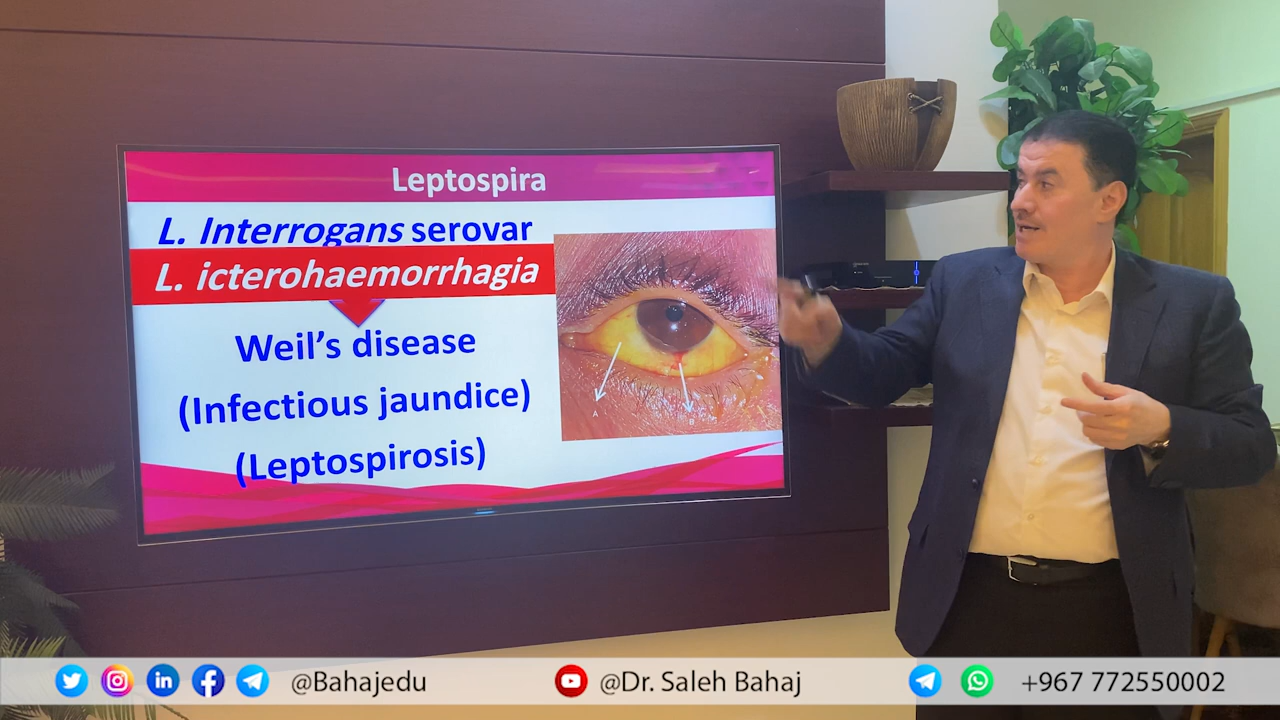 Leptospira
L. Interrogans serovar
L. icterohaemorrhagia
Weil's disease
(Infectious jaundice)
(Leptospirosis)
A
B
@Bahajedu
@Dr. Saleh Bahaj
+967 772550002